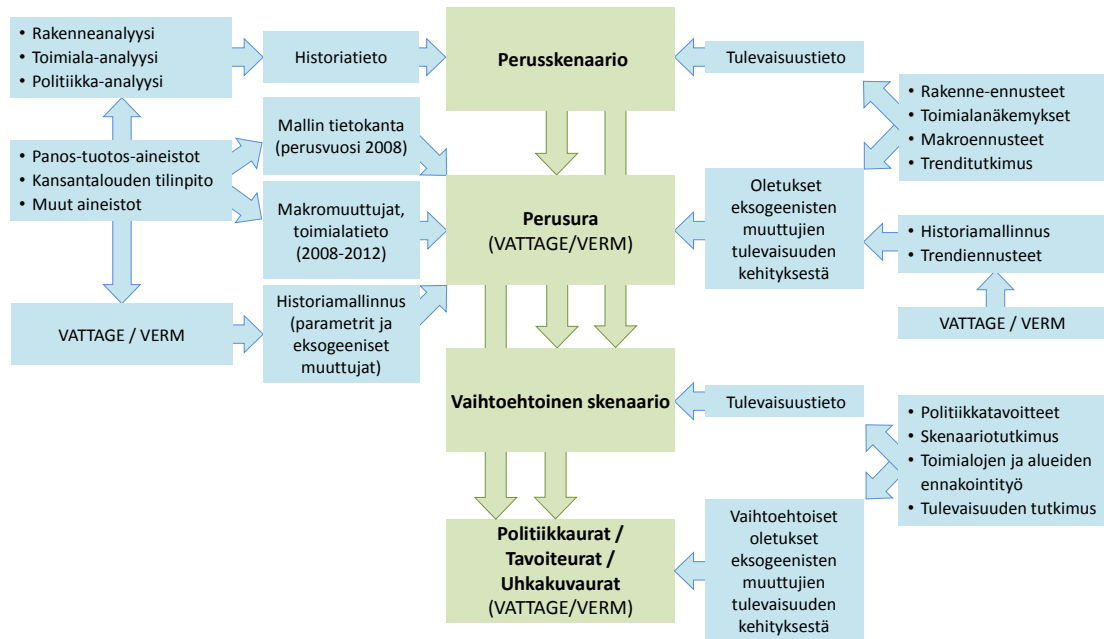 • Rakenneanalyysi
• Toimiala-analyysi
• Politiikka-analyysi
Historiatieto
Perusskenaario
Tulevaisuustieto
• Rakenne-ennusteet
• Toimialanäkemykset
• Makroennusteet
• Trenditutkimus
• Panos-tuotos-aineistot
• Kansantalouden tilinpito
• Muut aineistot
Mallin tietokanta
(perusvuosi 2008)
Makromuuttujat,
toimialatieto
(2008-2012)
Perusura
(VATTAGE/VERM)
Oletukset
eksogeenisten
muuttujien
tulevaisuuden
kehityksestä
• Historiamallinnus
• Trendiennusteet
VATTAGE / VERM
VATTAGE / VERM
Historiamallinnus
(parametrit ja
eksogeeniset
muuttujat)
Vaihtoehtoinen skenaario
Tulevaisuustieto
• Politiikkatavoitteet
• Skenaariotutkimus
• Toimialojen ja alueiden
ennakointityö
• Tulevaisuuden tutkimus
Politiikkaurat /
Tavoiteurat /
Uhkakuvaurat
(VATTAGE/VERM)
Vaihtoehtoiset
oletukset
eksogeenisten
muuttujien
tulevaisuuden
kehityksestä